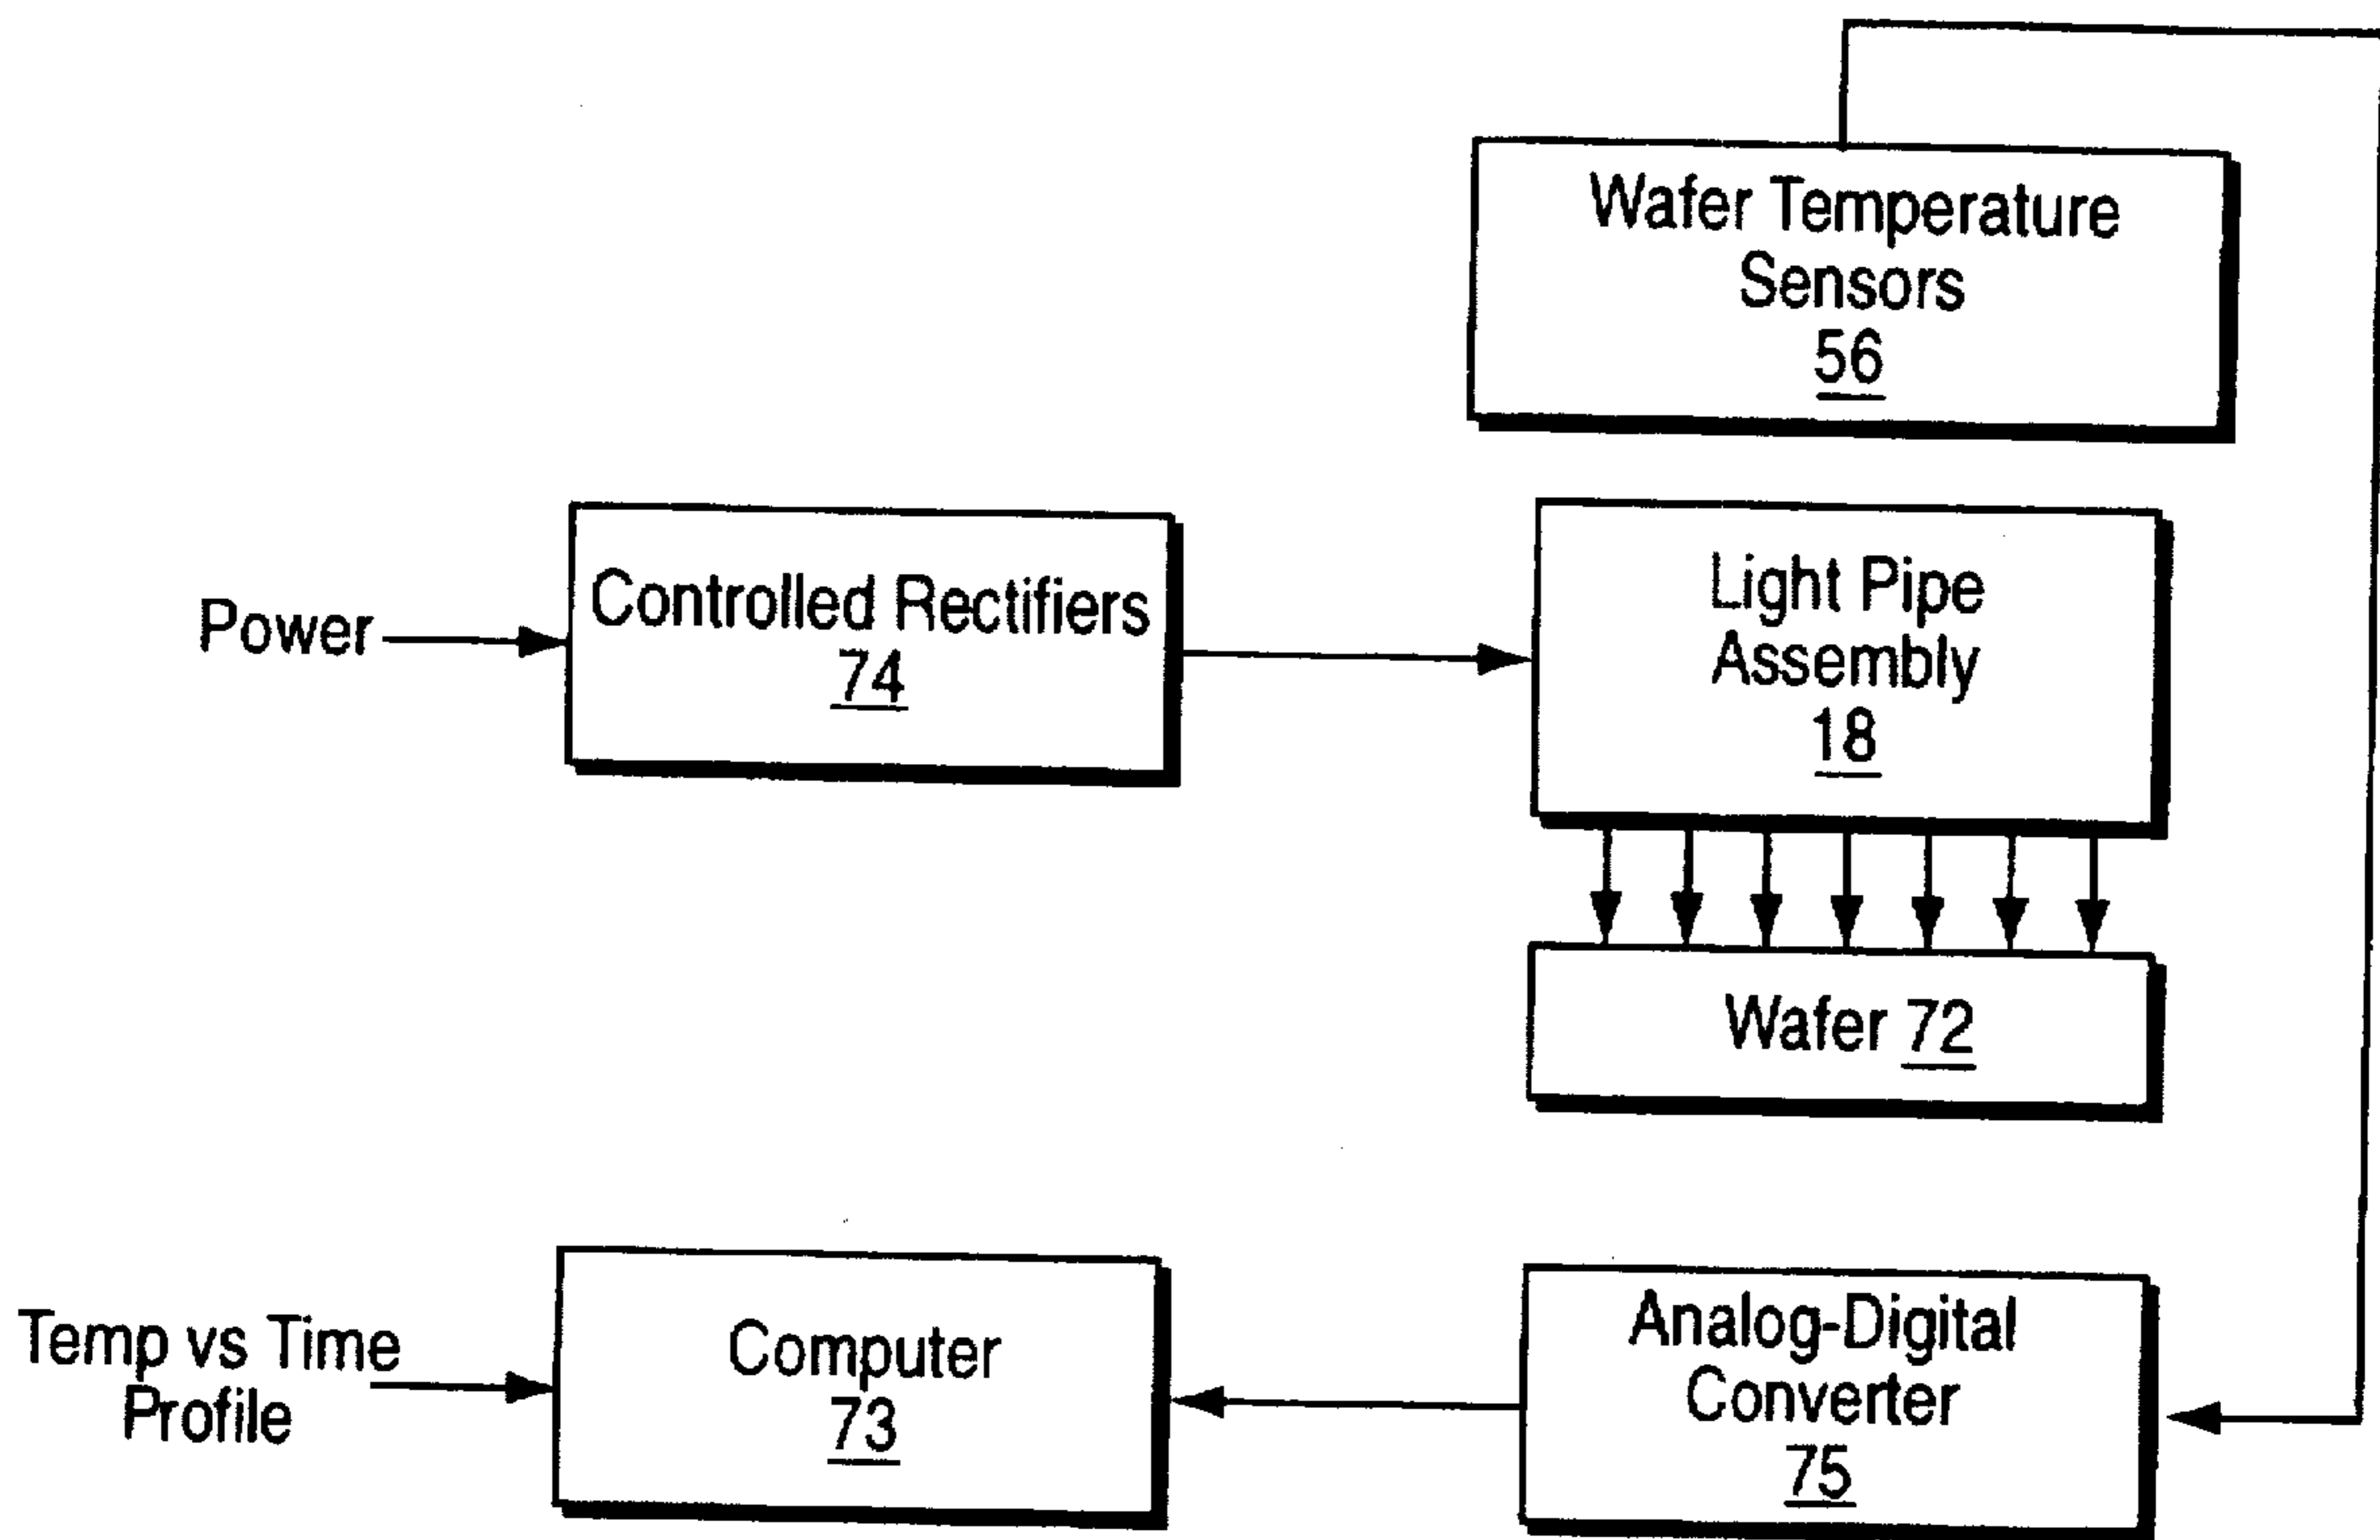 Wafer Temperature
Sensors
56
Power
Controlled Rectifiers
74
Light Pipe
Assembly
18
Wafer 72
Temp vs Time
Profile
Computer
73
Analog-Digital
Converter
75